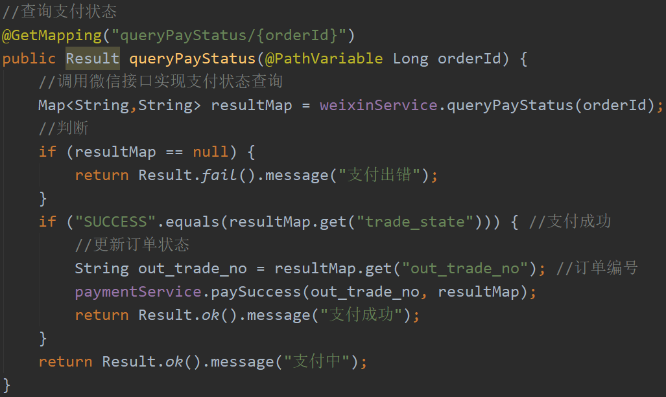 //查询支付状态
@GetMapping("queryPayStatus/{orderId}")
public Result queryPayStatus(@PathVariable Long orderId) {
    //调用微信接口实现支付状态查询
    Map<String,String> resultMap = weixinService.queryPayStatus(orderId);
    //判断
    if (resultMap == null) {
        return Result.fail().message("支付出错");
    }
    if ("SUCCESS".equals(resultMap.get("trade_state"))) { //支付成功
        //更新订单状态
        String out_trade_no = resultMap.get("out_trade_no"); //订单编号
        paymentService.paySuccess(out_trade_no, resultMap);
        return Result.ok().message("支付成功");
    }
    return Result.ok().message("支付中");
}